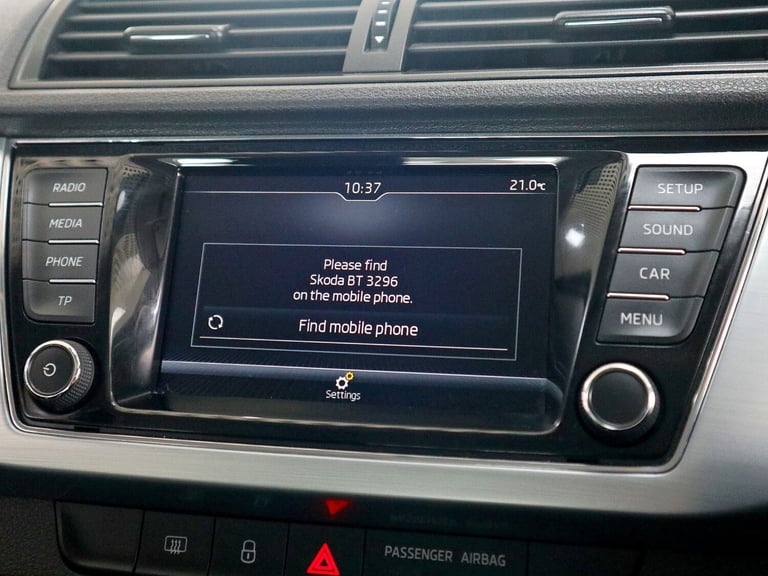 10:37
21.0°C
RADIO
MEDIA
PHONE
TP
Please find
Skoda BT 3296
on the mobile phone.
Find mobile phone
Settings
SETUP
SOUND
CAR
MENU
PASSENGER AIRBAG